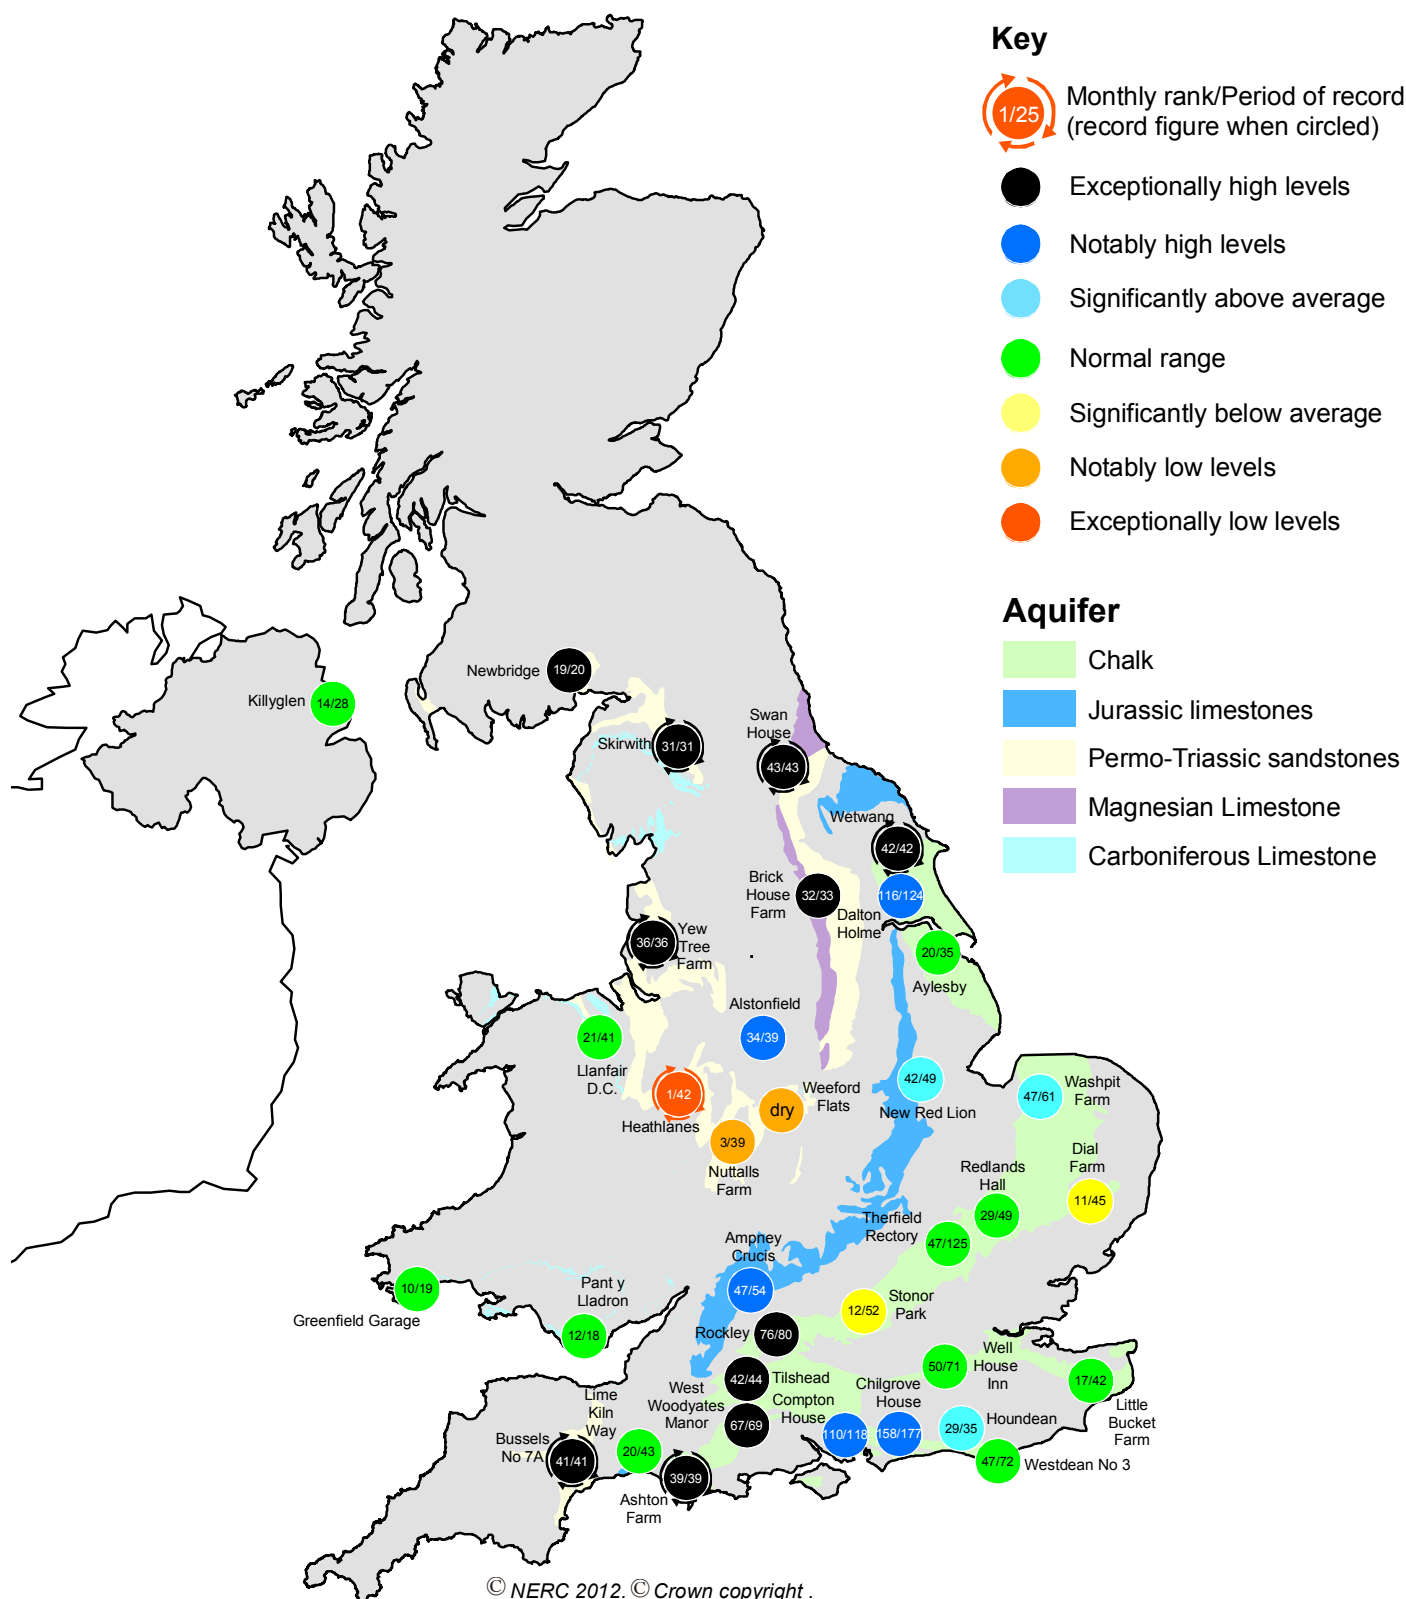 Key
1/25
Monthly rank/Period of record
(record figure when circled)
Exceptionally high levels
Notably high levels
Significantly above average
Normal range
Significantly below average
Notably low levels
Exceptionally low levels
Aquifer
Chalk
Jurassic limestones
Permo-Triassic sandstones
Magnesian Limestone
Carboniferous Limestone
Newbridge
19/20
Killyglen
14/28
Skirwith
31/31
Swan
House
43/43
Wetwang
42/42
Brick
House
Farm
32/33
116/124
Dalton
Holme
Yew
Tree
Farm
36/36
20/35
Aylesby
Alstonfield
34/39
21/41
Llanfair
D.C.
1/42
Heathlanes
dry
Weeford
Flats
3/39
Nuttalls
Farm
42/49
New Red Lion
47/61
Washpit
Farm
Dial
Farm
11/45
Redlands
Hall
29/49
Therfield
Rectory
47/125
Ampney
Crucis
47/54
Stonor
Park
12/52
10/19
Greenfield Garage
Pant y
Lladron
12/18
Rockley
76/80
42/44
Tilshead
West
Woodyates
Manor
67/69
Compton
House
110/118
Chilgrove
House
158/177
50/71
Well
House
Inn
29/35
Houndean
17/42
Little
Bucket
Farm
47/72
Westdean No 3
Lime
Kiln
Way
20/43
Bussels
No 7A
41/41
39/39
Ashton
Farm
© NERC 2012. © Crown copyright .